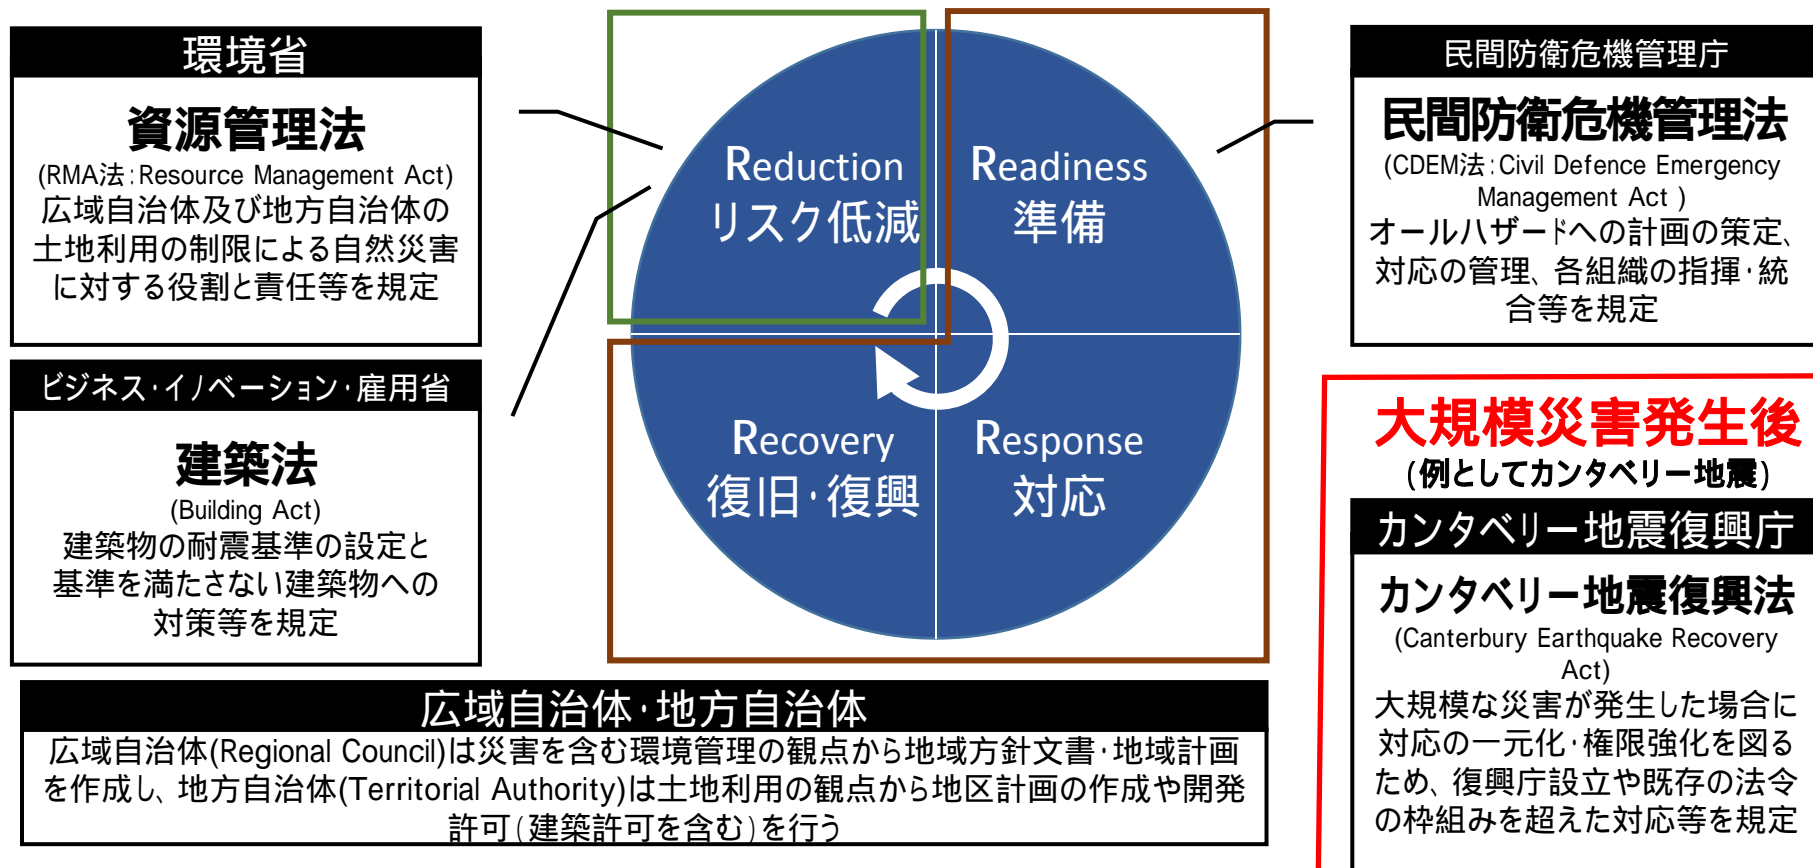 環境省
資源管理法
(RMA法:Resource Management Act)
広域自治体及び地方自治体の
土地利用の制限による自然災害
に対する役割と責任等を規定
ビジネス・イノベーション・雇用省
建築法
(Building Act)
建築物の耐震基準の設定と
基準を満たさない建築物への
対策等を規定
Reduction
リスク低減
Readiness
準備
Recovery
復旧・復興
Response
対応
民間防衛危機管理庁
民間防衛危機管理法
(CDEM法:Civil Defence Emergency
Management Act )
オールハザードへの計画の策定、
対応の管理、各組織の指揮・統
合等を規定
大規模災害発生後
(例としてカンタベリー地震)
カンタベリー地震復興庁
カンタベリー地震復興法
(Canterbury Earthquake Recovery
Act)
大規模な災害が発生した場合に
対応の一元化・権限強化を図る
ため、復興庁設立や既存の法令
の枠組みを超えた対応等を規定
広域自治体・地方自治体
広域自治体(Regional Council)は災害を含む環境管理の観点から地域方針文書・地域計画
を作成し、地方自治体(Territorial Authority)は土地利用の観点から地区計画の作成や開発
許可(建築許可を含む)を行う